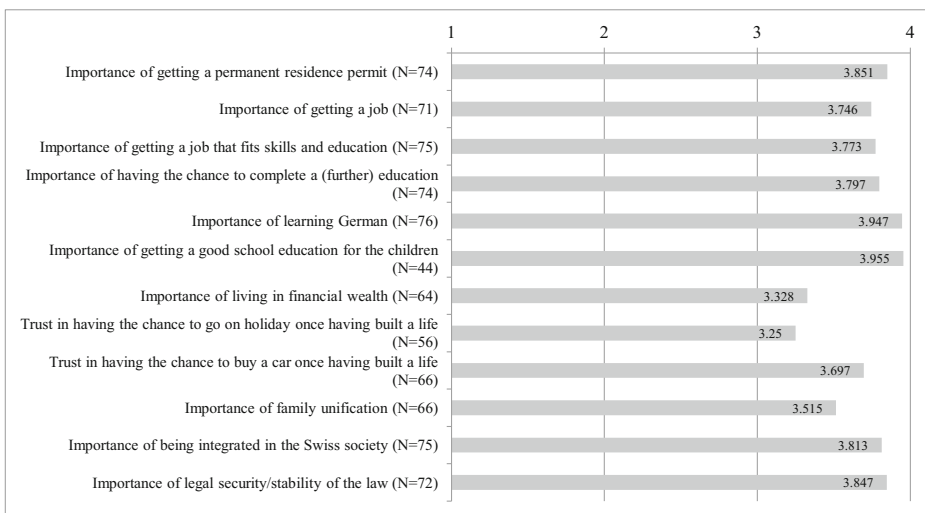 1 2 3 4
Importance of getting a permanent residence permit (N=74) 3.851
Importance of getting a job (N=71) 3.746
Importance of getting a job that fits skills and education (N=75) 3.773
Importance of having the chance to complete a (further) education
(N=74) 3.797
Importance of learning German (N=76) 3.947
Importance of getting a good school education for the children
(N=44) 3.955
Importance of living in financial wealth (N=64) 3.328
Trust in having the chance to go on holiday once having built a life
(N=56) 3.25
Trust in having the chance to buy a car once having built a life
(N=66) 3.697
Importance of family unification (N=66) 3.515
Importance of being integrated in the Swiss society (N=75) 3.813
Importance of legal security/stability of the law (N=72) 3.847